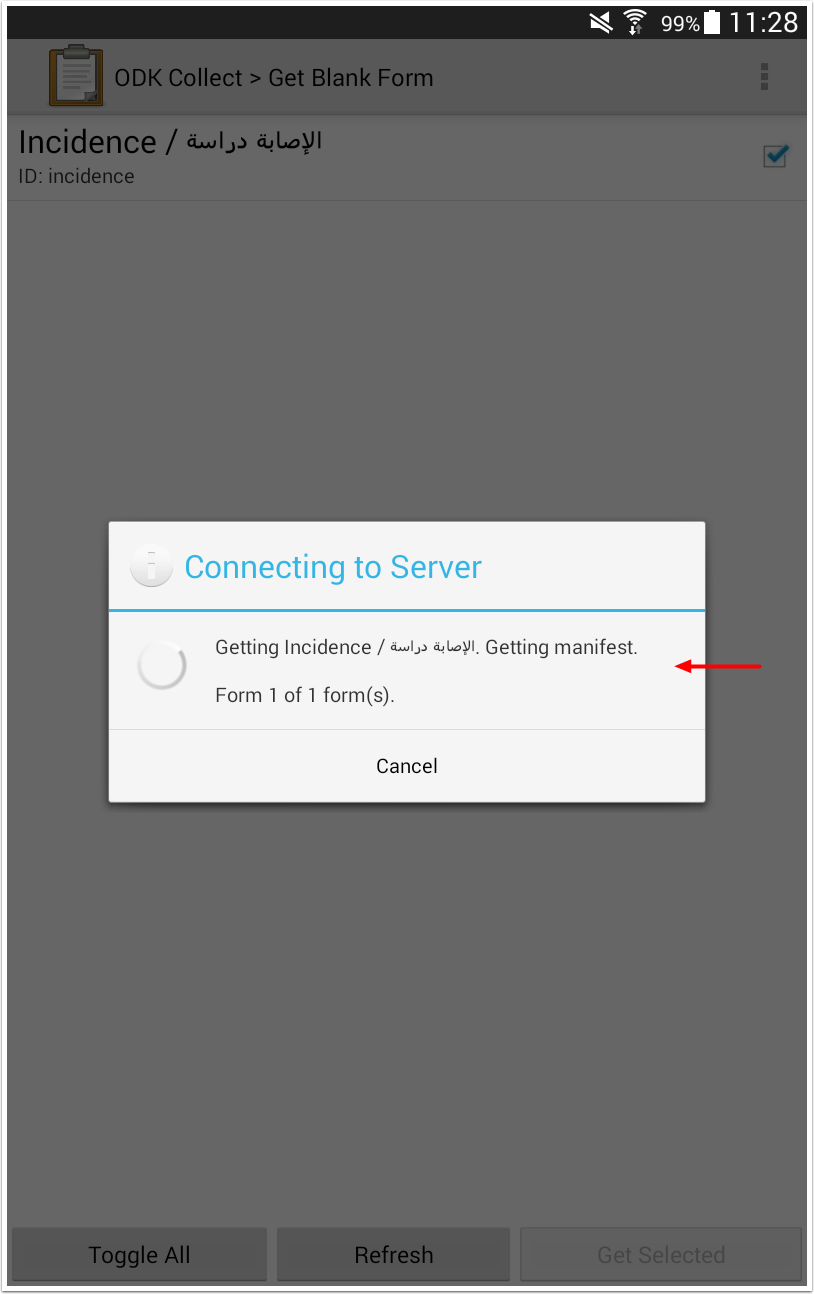 99% 11:28
ODK Collect > Get Blank Form
Incidence / الإصابة دراسة
ID: incidence
Connecting to Server
Getting Incidence / الإصابة دراسة. Getting manifest.
Form 1 of 1 form(s).
Cancel
Toggle All Refresh Get Selected